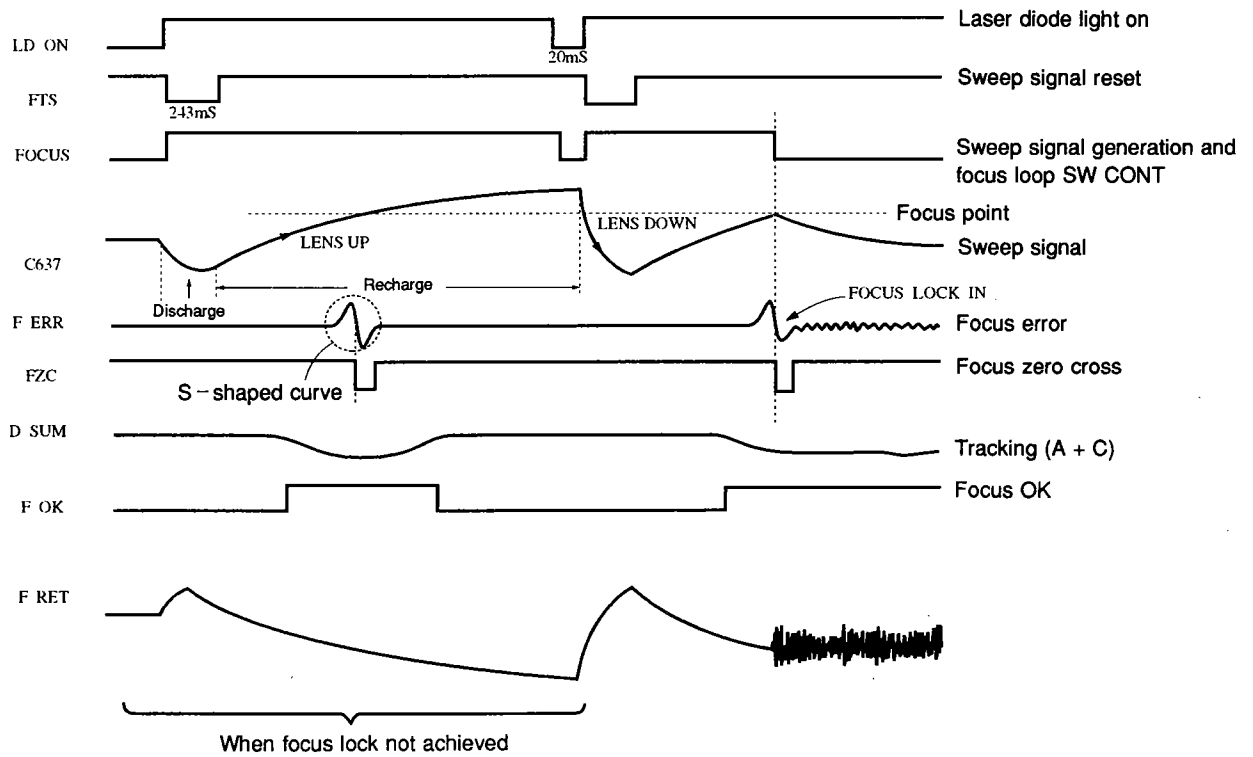 LD ON
20mS
Laser diode light on
FTS
243mS
Sweep signal reset
FOCUS
Sweep signal generation and
focus loop SW CONT
Focus point
LENS UP
LENS DOWN
Sweep signal
C637
Discharge
Recharge
FOCUS LOCK IN
F ERR
Focus error
FZC
S-shaped curve
Focus zero cross
D SUM
Tracking (A + C)
F OK
Focus OK
F RET
When focus lock not achieved